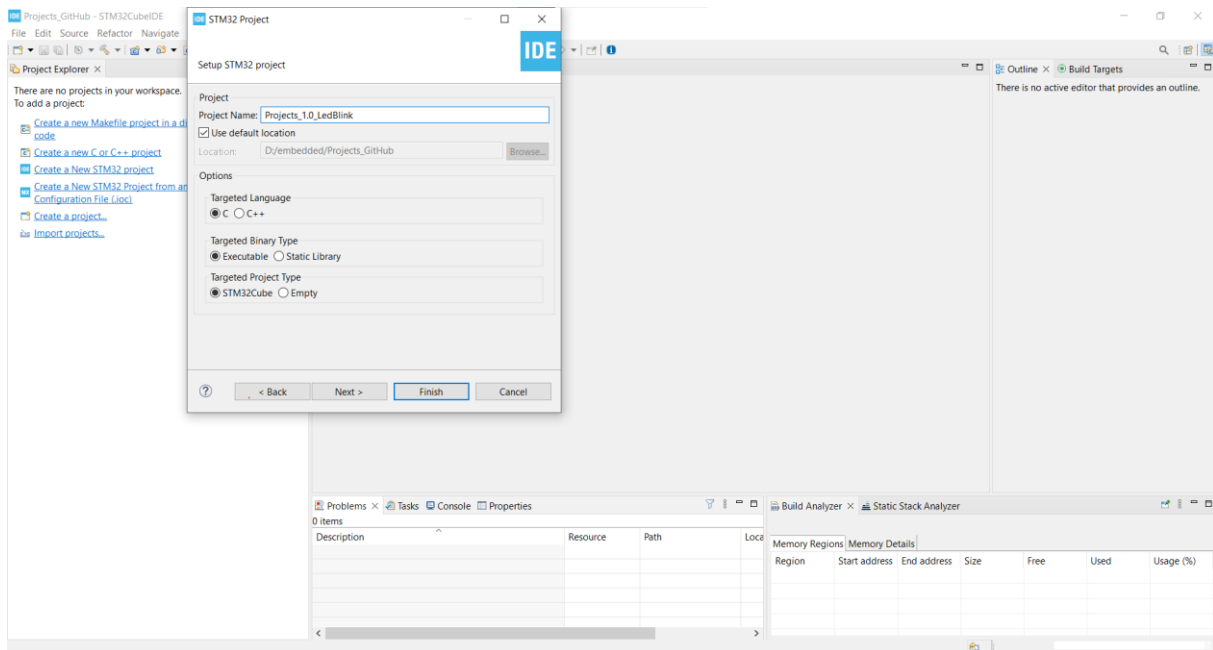 IDE Projects_GitHub - STM32CubeIDE
File Edit Source Refactor Navigate
Project Explorer
There are no projects in your workspace.
To add a project:
Create a new Makefile project in a di
code
Create a new C or C++ project
Create a New STM32 project
Create a New STM32 Project from an
Configuration File (.ioc)
Create a project...
Import projects...
IDE STM32 Project
Setup STM32 project
IDE
Project
Project Name: Projects_1.0_LedBlink
Use default location
Location: D:/embedded/Projects_GitHub Browse...
Options
Targeted Language
C C++
Targeted Binary Type
Executable Static Library
Targeted Project Type
STM32Cube Empty
? < Back Next > Finish Cancel
Outline Build Targets
There is no active editor that provides an outline.
Problems Tasks Console Properties
0 items
Description Resource Path Loca
Build Analyzer Static Stack Analyzer
Memory Regions Memory Details
Region Start address End address Size Free Used Usage (%)